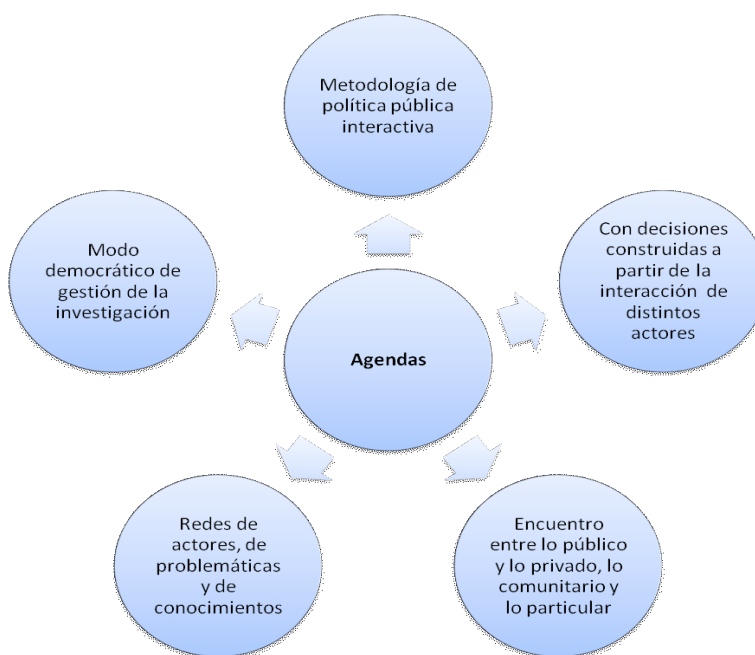 Metodología de
política pública
interactiva
Con decisiones
construidas a
partir de la
interacción de
distintos
actores
Encuentro
entre lo público
y lo privado, lo
comunitario y
lo particular
Redes de
actores, de
problemáticas
y de
conocimientos
Modo
democrático de
gestión de la
investigación
Agendas